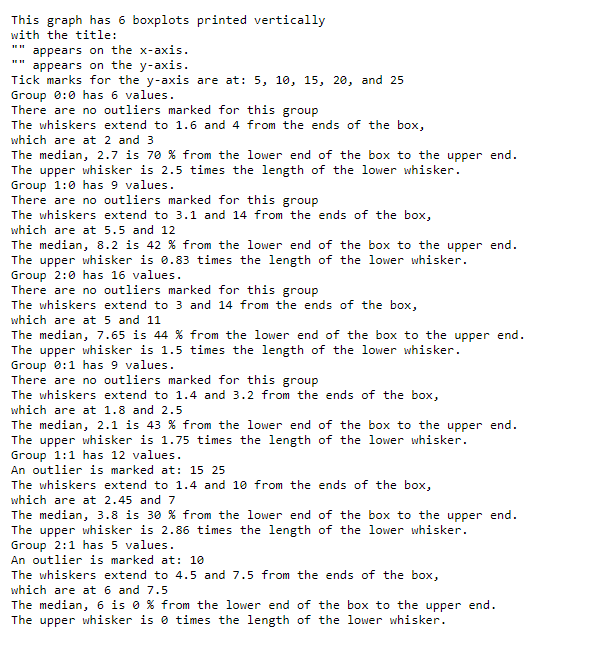 This graph has 6 boxplots printed vertically
with the title:
"" appears on the x-axis.
"" appears on the y-axis.
Tick marks for the y-axis are at: 5, 10, 15, 20, and 25
Group 0:0 has 6 values.
There are no outliers marked for this group
The whiskers extend to 1.6 and 4 from the ends of the box,
which are at 2 and 3
The median, 2.7 is 70 % from the lower end of the box to the upper end.
The upper whisker is 2.5 times the length of the lower whisker.
Group 1:0 has 9 values.
There are no outliers marked for this group
The whiskers extend to 3.1 and 14 from the ends of the box,
which are at 5.5 and 12
The median, 8.2 is 42 % from the lower end of the box to the upper end.
The upper whisker is 0.83 times the length of the lower whisker.
Group 2:0 has 16 values.
There are no outliers marked for this group
The whiskers extend to 3 and 14 from the ends of the box,
which are at 5 and 11
The median, 7.65 is 44 % from the lower end of the box to the upper end.
The upper whisker is 1.5 times the length of the lower whisker.
Group 0:1 has 9 values.
There are no outliers marked for this group
The whiskers extend to 1.4 and 3.2 from the ends of the box,
which are at 1.8 and 2.5
The median, 2.1 is 43 % from the lower end of the box to the upper end.
The upper whisker is 1.75 times the length of the lower whisker.
Group 1:1 has 12 values.
An outlier is marked at: 15 25
The whiskers extend to 1.4 and 10 from the ends of the box,
which are at 2.45 and 7
The median, 3.8 is 30 % from the lower end of the box to the upper end.
The upper whisker is 2.86 times the length of the lower whisker.
Group 2:1 has 5 values.
An outlier is marked at: 10
The whiskers extend to 4.5 and 7.5 from the ends of the box,
which are at 6 and 7.5
The median, 6 is 0 % from the lower end of the box to the upper end.
The upper whisker is 0 times the length of the lower whisker.